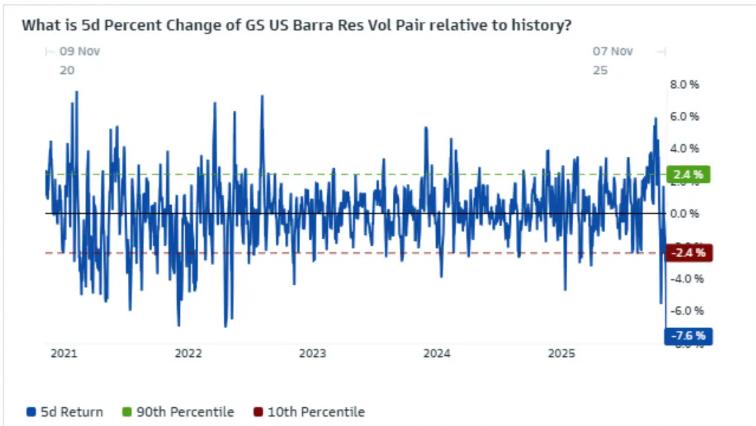 What is 5d Percent Change of GS US Barra Res Vol Pair relative to history?
09 Nov 20
07 Nov 25
8.0 %
6.0 %
4.0 %
2.4 %
0.0 %
-2.4 %
-4.0 %
-6.0 %
-7.6 %
2021 2022 2023 2024 2025
5d Return 90th Percentile 10th Percentile